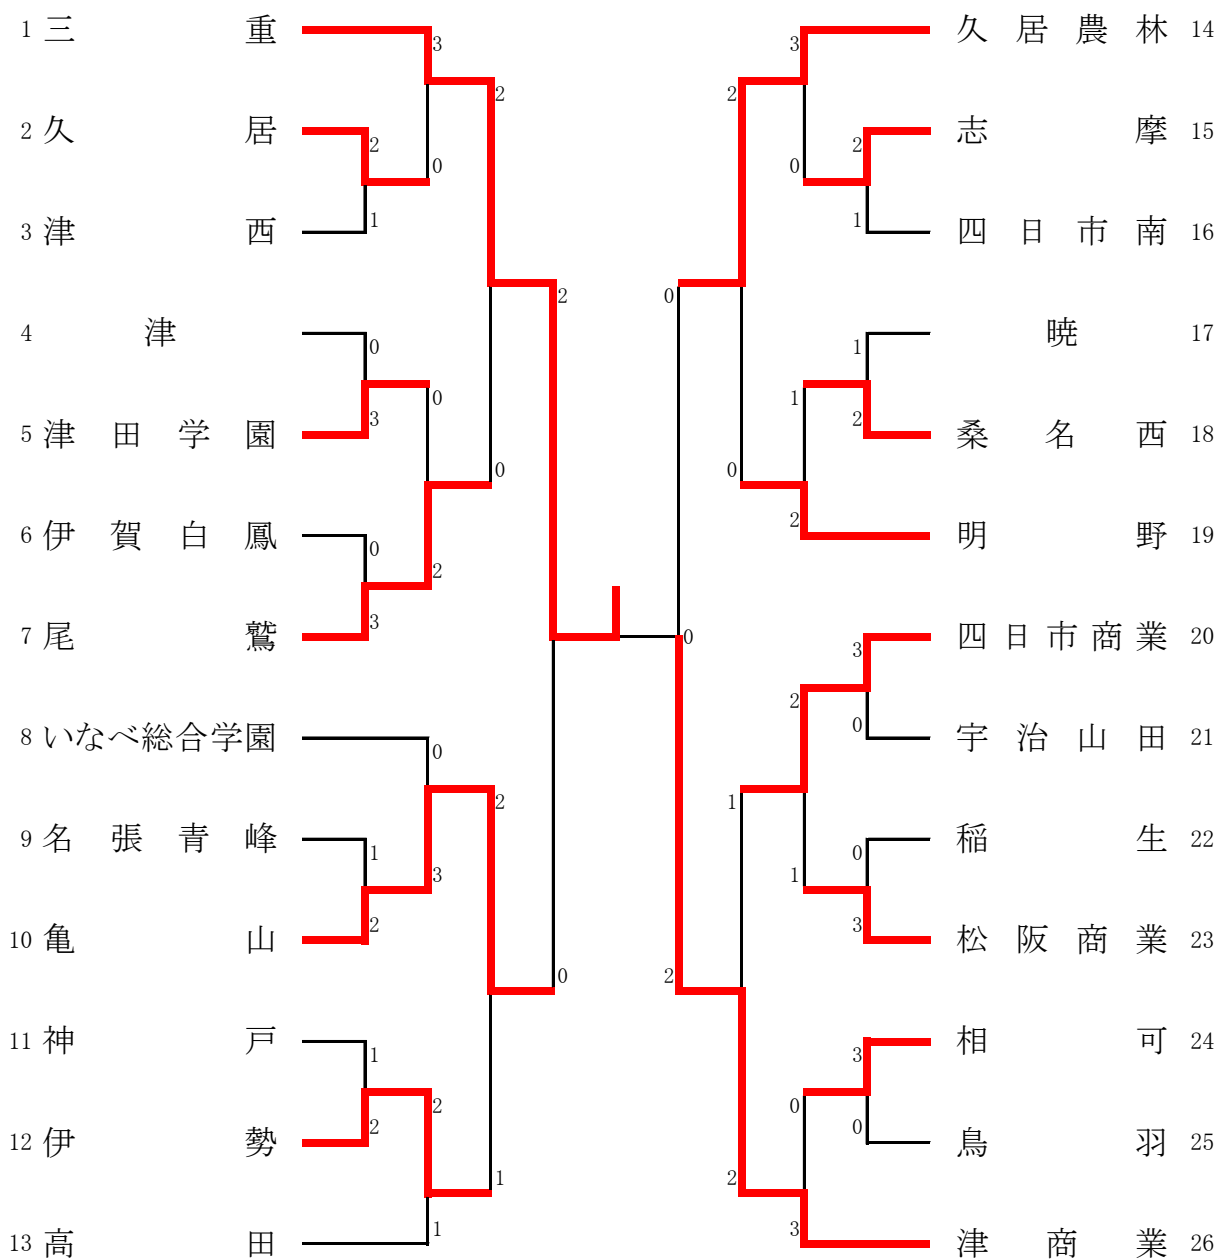 1 三重 3 3 久居農林 14
2 2
2 久居 2 2 志摩 15
0 0
3 津西 1 1 四日市南 16
2 0
4 津 0 1 暁 17
0 1
5 津田学園 3 2 桑名西 18
0 0
6 伊賀白鳳 0 2 明野 19
2
7 尾鷲 3 0 3 四日市商業 20
2
8 いなべ総合学園 0 0 宇治山田 21
2 1
9 名張青峰 1 0 稲生 22
3 1
10 亀山 2 3 松阪商業 23
0 2
11 神戸 1 3 相可 24
2 0
12 伊勢 2 0 鳥羽 25
1 2
13 高田 1 3 津商業 26